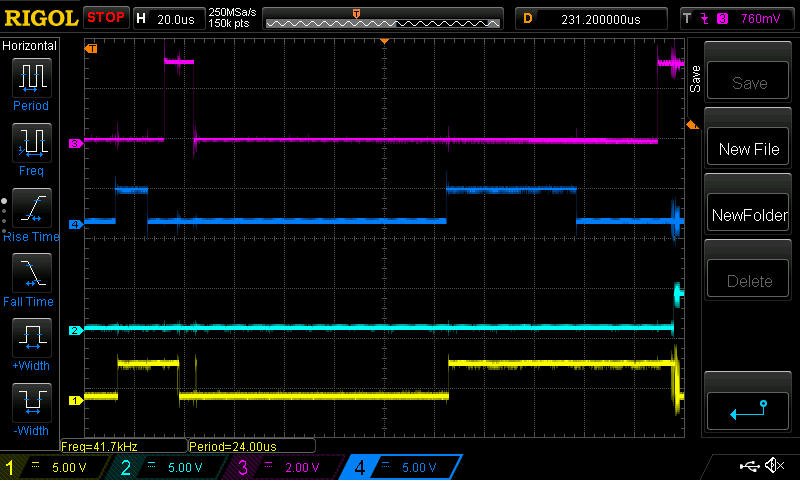 RIGOL STOP H 20.0us 250MSa/s 150k pts T D 231.200000us T 3 760mV
Horizontal
Period
Freq
Rise Time
Fall Time
+Width
-Width
T
3
4
2
1
Freq=41.7kHz Period=24.00us
1 = 5.00 V 2 = 5.00 V 3 = 2.00 V 4 = 5.00 V
Save
Save
New File
NewFolder
Delete